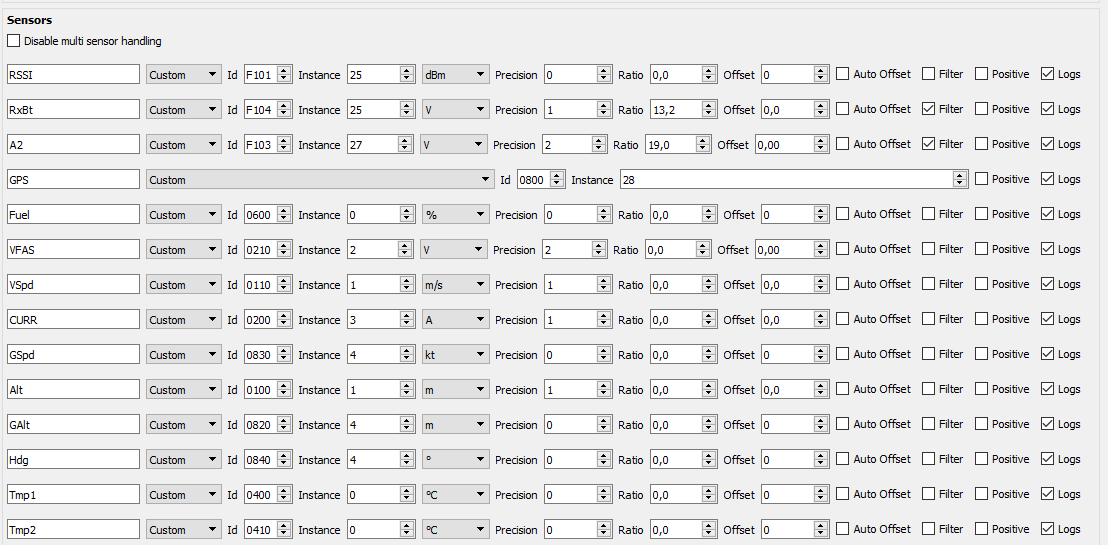 Sensors
Disable multi sensor handling
RSSI Custom Id F101 Instance 25 dBm Precision 0 Ratio 0,0 Offset 0 Auto Offset Filter Positive Logs
RxBt Custom Id F104 Instance 25 V Precision 1 Ratio 13,2 Offset 0,0 Auto Offset Filter Positive Logs
A2 Custom Id F103 Instance 27 V Precision 2 Ratio 19,0 Offset 0,00 Auto Offset Filter Positive Logs
GPS Custom Id 0800 Instance 28 Positive Logs
Fuel Custom Id 0600 Instance 0 % Precision 0 Ratio 0,0 Offset 0 Auto Offset Filter Positive Logs
VFAS Custom Id 0210 Instance 2 V Precision 2 Ratio 0,0 Offset 0,00 Auto Offset Filter Positive Logs
VSpd Custom Id 0110 Instance 1 m/s Precision 1 Ratio 0,0 Offset 0,0 Auto Offset Filter Positive Logs
CURR Custom Id 0200 Instance 3 A Precision 1 Ratio 0,0 Offset 0,0 Auto Offset Filter Positive Logs
GSpd Custom Id 0830 Instance 4 kt Precision 0 Ratio 0,0 Offset 0 Auto Offset Filter Positive Logs
Alt Custom Id 0100 Instance 1 m Precision 1 Ratio 0,0 Offset 0,0 Auto Offset Filter Positive Logs
GAlt Custom Id 0820 Instance 4 m Precision 0 Ratio 0,0 Offset 0 Auto Offset Filter Positive Logs
Hdg Custom Id 0840 Instance 4 ° Precision 0 Ratio 0,0 Offset 0 Auto Offset Filter Positive Logs
Tmp1 Custom Id 0400 Instance 0 °C Precision 0 Ratio 0,0 Offset 0 Auto Offset Filter Positive Logs
Tmp2 Custom Id 0410 Instance 0 °C Precision 0 Ratio 0,0 Offset 0 Auto Offset Filter Positive Logs